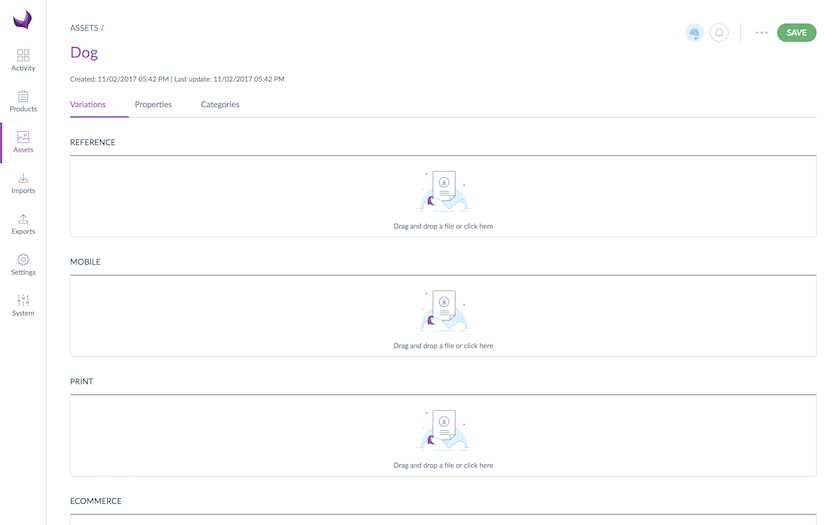 ASSETS /
SAVE
Dog
Created: 11/02/2017 05:42 PM | Last update: 11/02/2017 05:42 PM
Variations Properties Categories
Activity
Products
Assets
Imports
Exports
Settings
System
REFERENCE
Drag and drop a file or click here
MOBILE
Drag and drop a file or click here
PRINT
Drag and drop a file or click here
ECOMMERCE